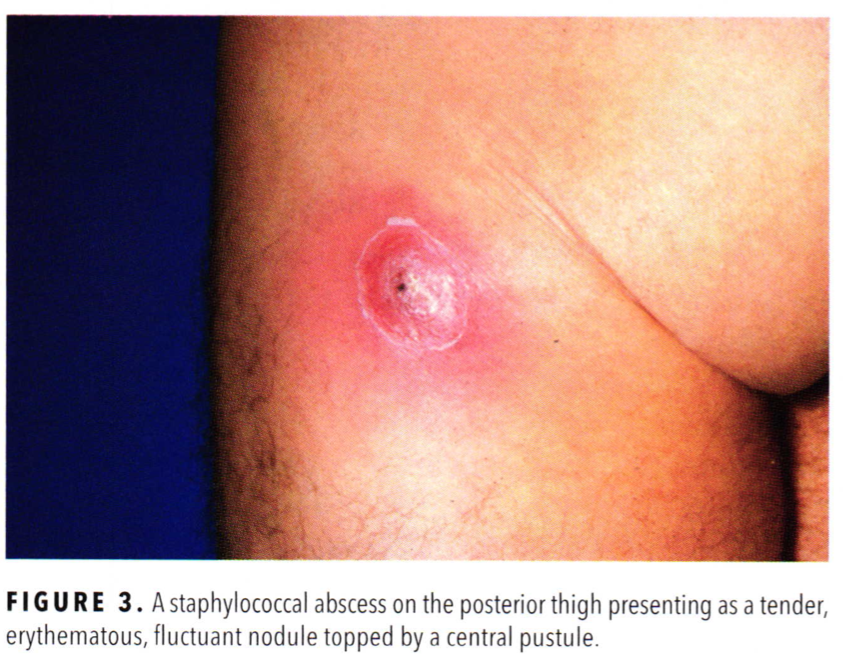 FIGURE 3. A staphylococcal abscess on the posterior thigh presenting as a tender,
erythematous, fluctuant nodule topped by a central pustule.